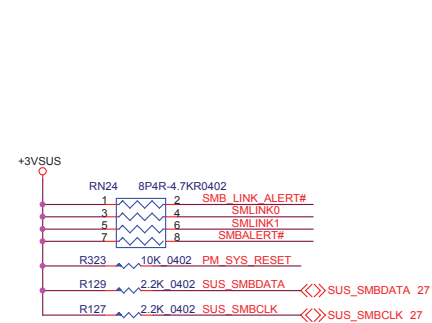 +3VSUS
RN24 8P4R-4.7KR0402
1 2 SMB_LINK_ALERT#
3 4 SMLINK0
5 6 SMLINK1
7 8 SMBALERT#
R323 10K_0402 PM_SYS_RESET
R129 2.2K_0402 SUS_SMBDATA SUS_SMBDATA 27
R127 2.2K_0402 SUS_SMBCLK SUS_SMBCLK 27